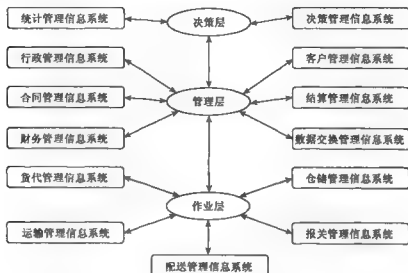 统计管理信息系统
决策层
决策管理信息系统
行政管理信息系统
客户管理信息系统
合同管理信息系统
管理层
结算管理信息系统
财务管理信息系统
数据交换管理信息系统
货代管理信息系统
仓储管理信息系统
作业层
运输管理信息系统
报关管理信息系统
配送管理信息系统